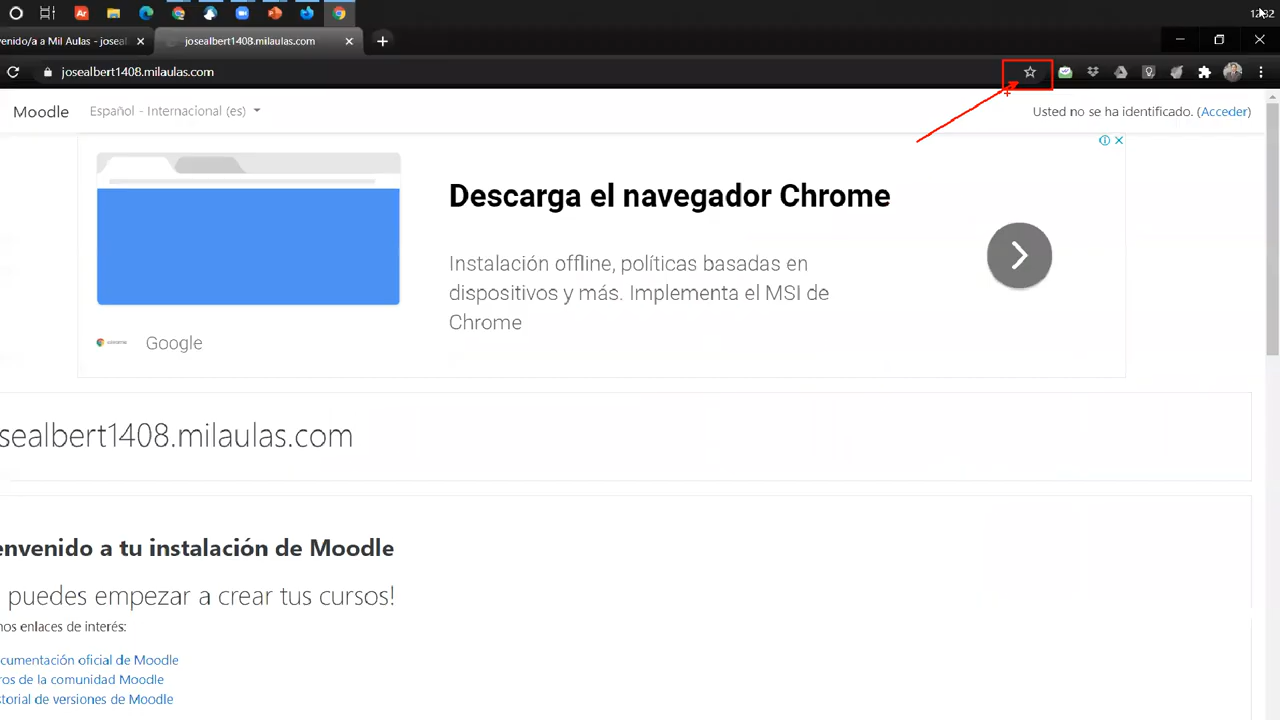 Ar
enido/a a Mil Aulas - joseal
josealbert1408.milaulas.com
josealbert1408.milaulas.com
Moodle
Español - Internacional (es)
Usted no se ha identificado. (Acceder)
Descarga el navegador Chrome
Instalación offline, políticas basadas en
dispositivos y más. Implementa el MSI de
Chrome
Google
sealbert1408.milaulas.com
envenido a tu instalación de Moodle
puedes empezar a crear tus cursos!
nos enlaces de interés:
cumentación oficial de Moodle
ros de la comunidad Moodle
storial de versiones de Moodle